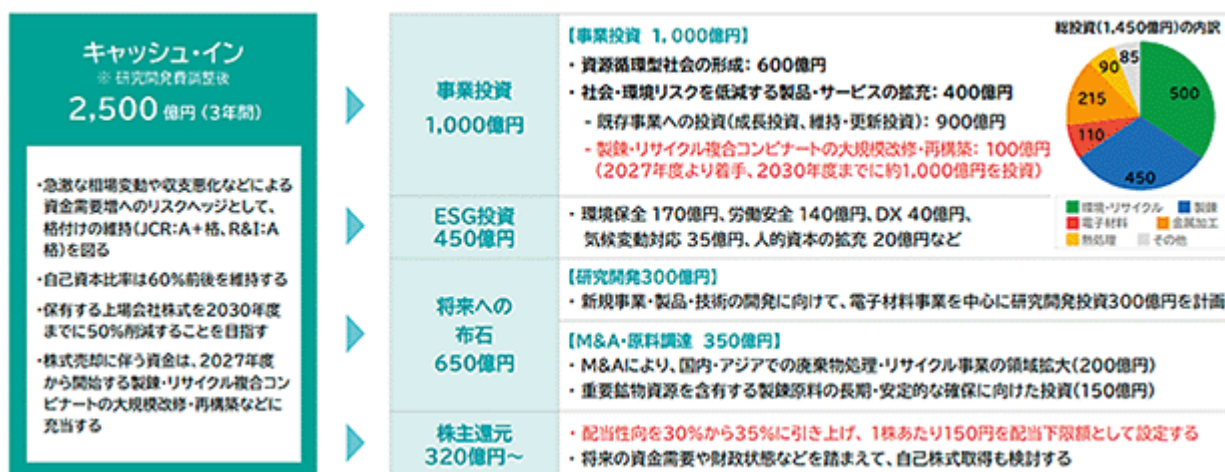 キャッシュ・イン
※ 研究開発費調整後
2,500 億円 (3年間)
・急激な相場変動や収支悪化などによる
資金需要増へのリスクヘッジとして、
格付けの維持(JCR:A+格、R&I:A
格)を図る
・自己資本比率は60%前後を維持する
・保有する上場会社株式を2030年度
までに50%削減することを目指す
・株式売却に伴う資金は、2027年度
から開始する製錬・リサイクル複合コン
ビナートの大規模改修・再構築などに
充当する
事業投資
1,000億円
【事業投資 1,000億円】
・資源循環型社会の形成: 600億円
・社会・環境リスクを低減する製品・サービスの拡充: 400億円
- 既存事業への投資(成長投資、維持・更新投資): 900億円
- 製錬・リサイクル複合コンビナートの大規模改修・再構築: 100億円
(2027年度より着手、2030年度までに約1,000億円を投資)
総投資(1,450億円)の内訳
85
90
500
215
110
450
環境・リサイクル 製錬
電子材料 金属加工
熱処理 その他
ESG投資
450億円
・環境保全 170億円、労働安全 140億円、DX 40億円、
気候変動対応 35億円、人的資本の拡充 20億円など
将来への
布石
650億円
【研究開発300億円】
・新規事業・製品・技術の開発に向けて、電子材料事業を中心に研究開発投資300億円を計画
【M&A・原料調達 350億円】
・M&Aにより、国内・アジアでの廃棄物処理・リサイクル事業の領域拡大(200億円)
・重要鉱物資源を含有する製錬原料の長期・安定的な確保に向けた投資(150億円)
株主還元
320億円~
・配当性向を30%から35%に引き上げ、1株あたり150円を配当下限額として設定する
・将来の資金需要や財政状態などを踏まえて、自己株式取得も検討する